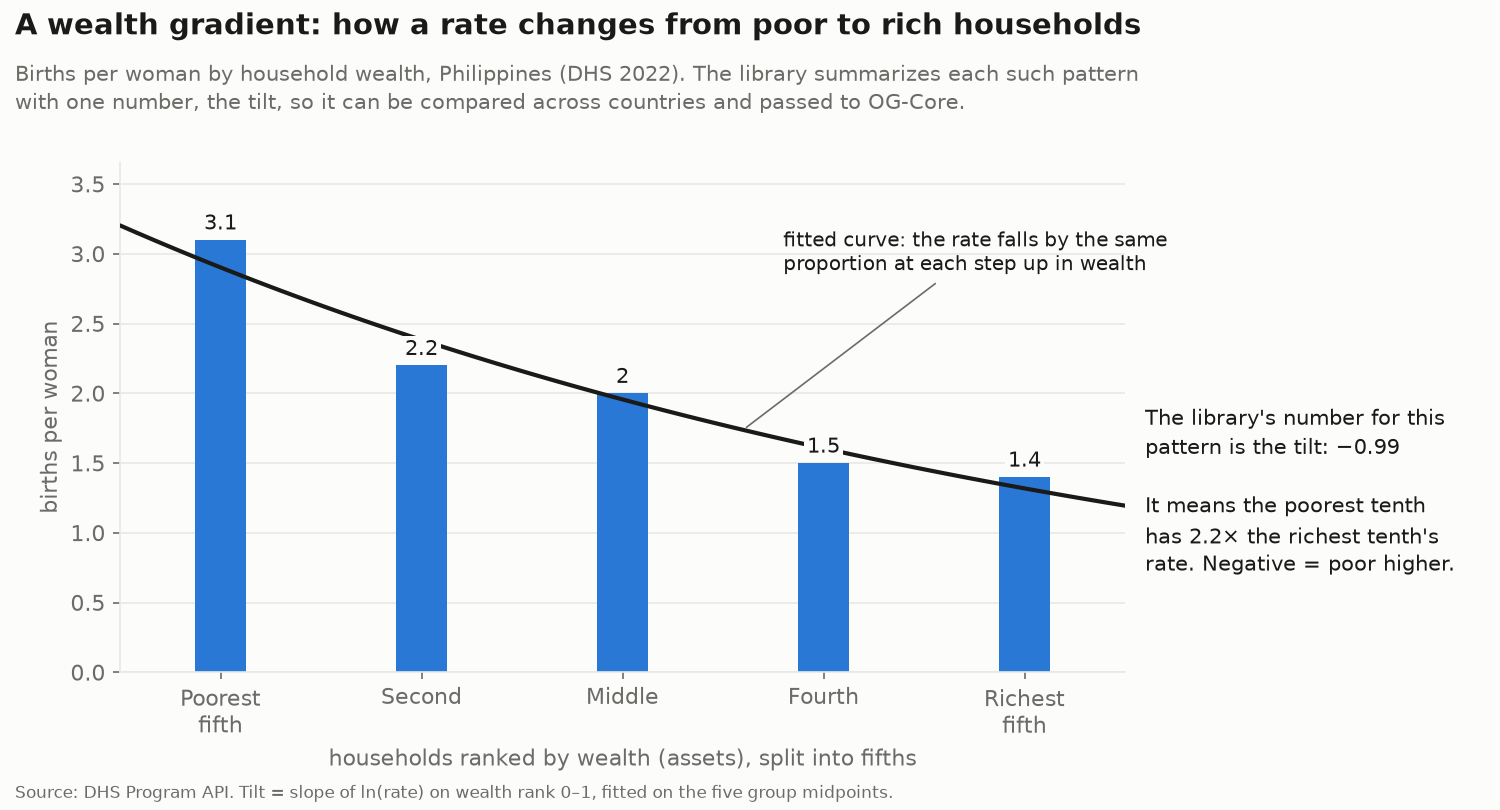 A wealth gradient: how a rate changes from poor to rich households
Births per woman by household wealth, Philippines (DHS 2022). The library summarizes each such pattern
with one number, the tilt, so it can be compared across countries and passed to OG-Core.
births per woman
3.5
3.0
2.5
2.0
1.5
1.0
0.5
0.0
3.1
2.2
2
1.5
1.4
fitted curve: the rate falls by the same
proportion at each step up in wealth
The library's number for this
pattern is the tilt: −0.99
It means the poorest tenth
has 2.2× the richest tenth's
rate. Negative = poor higher.
Poorest
fifth
Second
Middle
Fourth
Richest
fifth
households ranked by wealth (assets), split into fifths
Source: DHS Program API. Tilt = slope of ln(rate) on wealth rank 0–1, fitted on the five group midpoints.